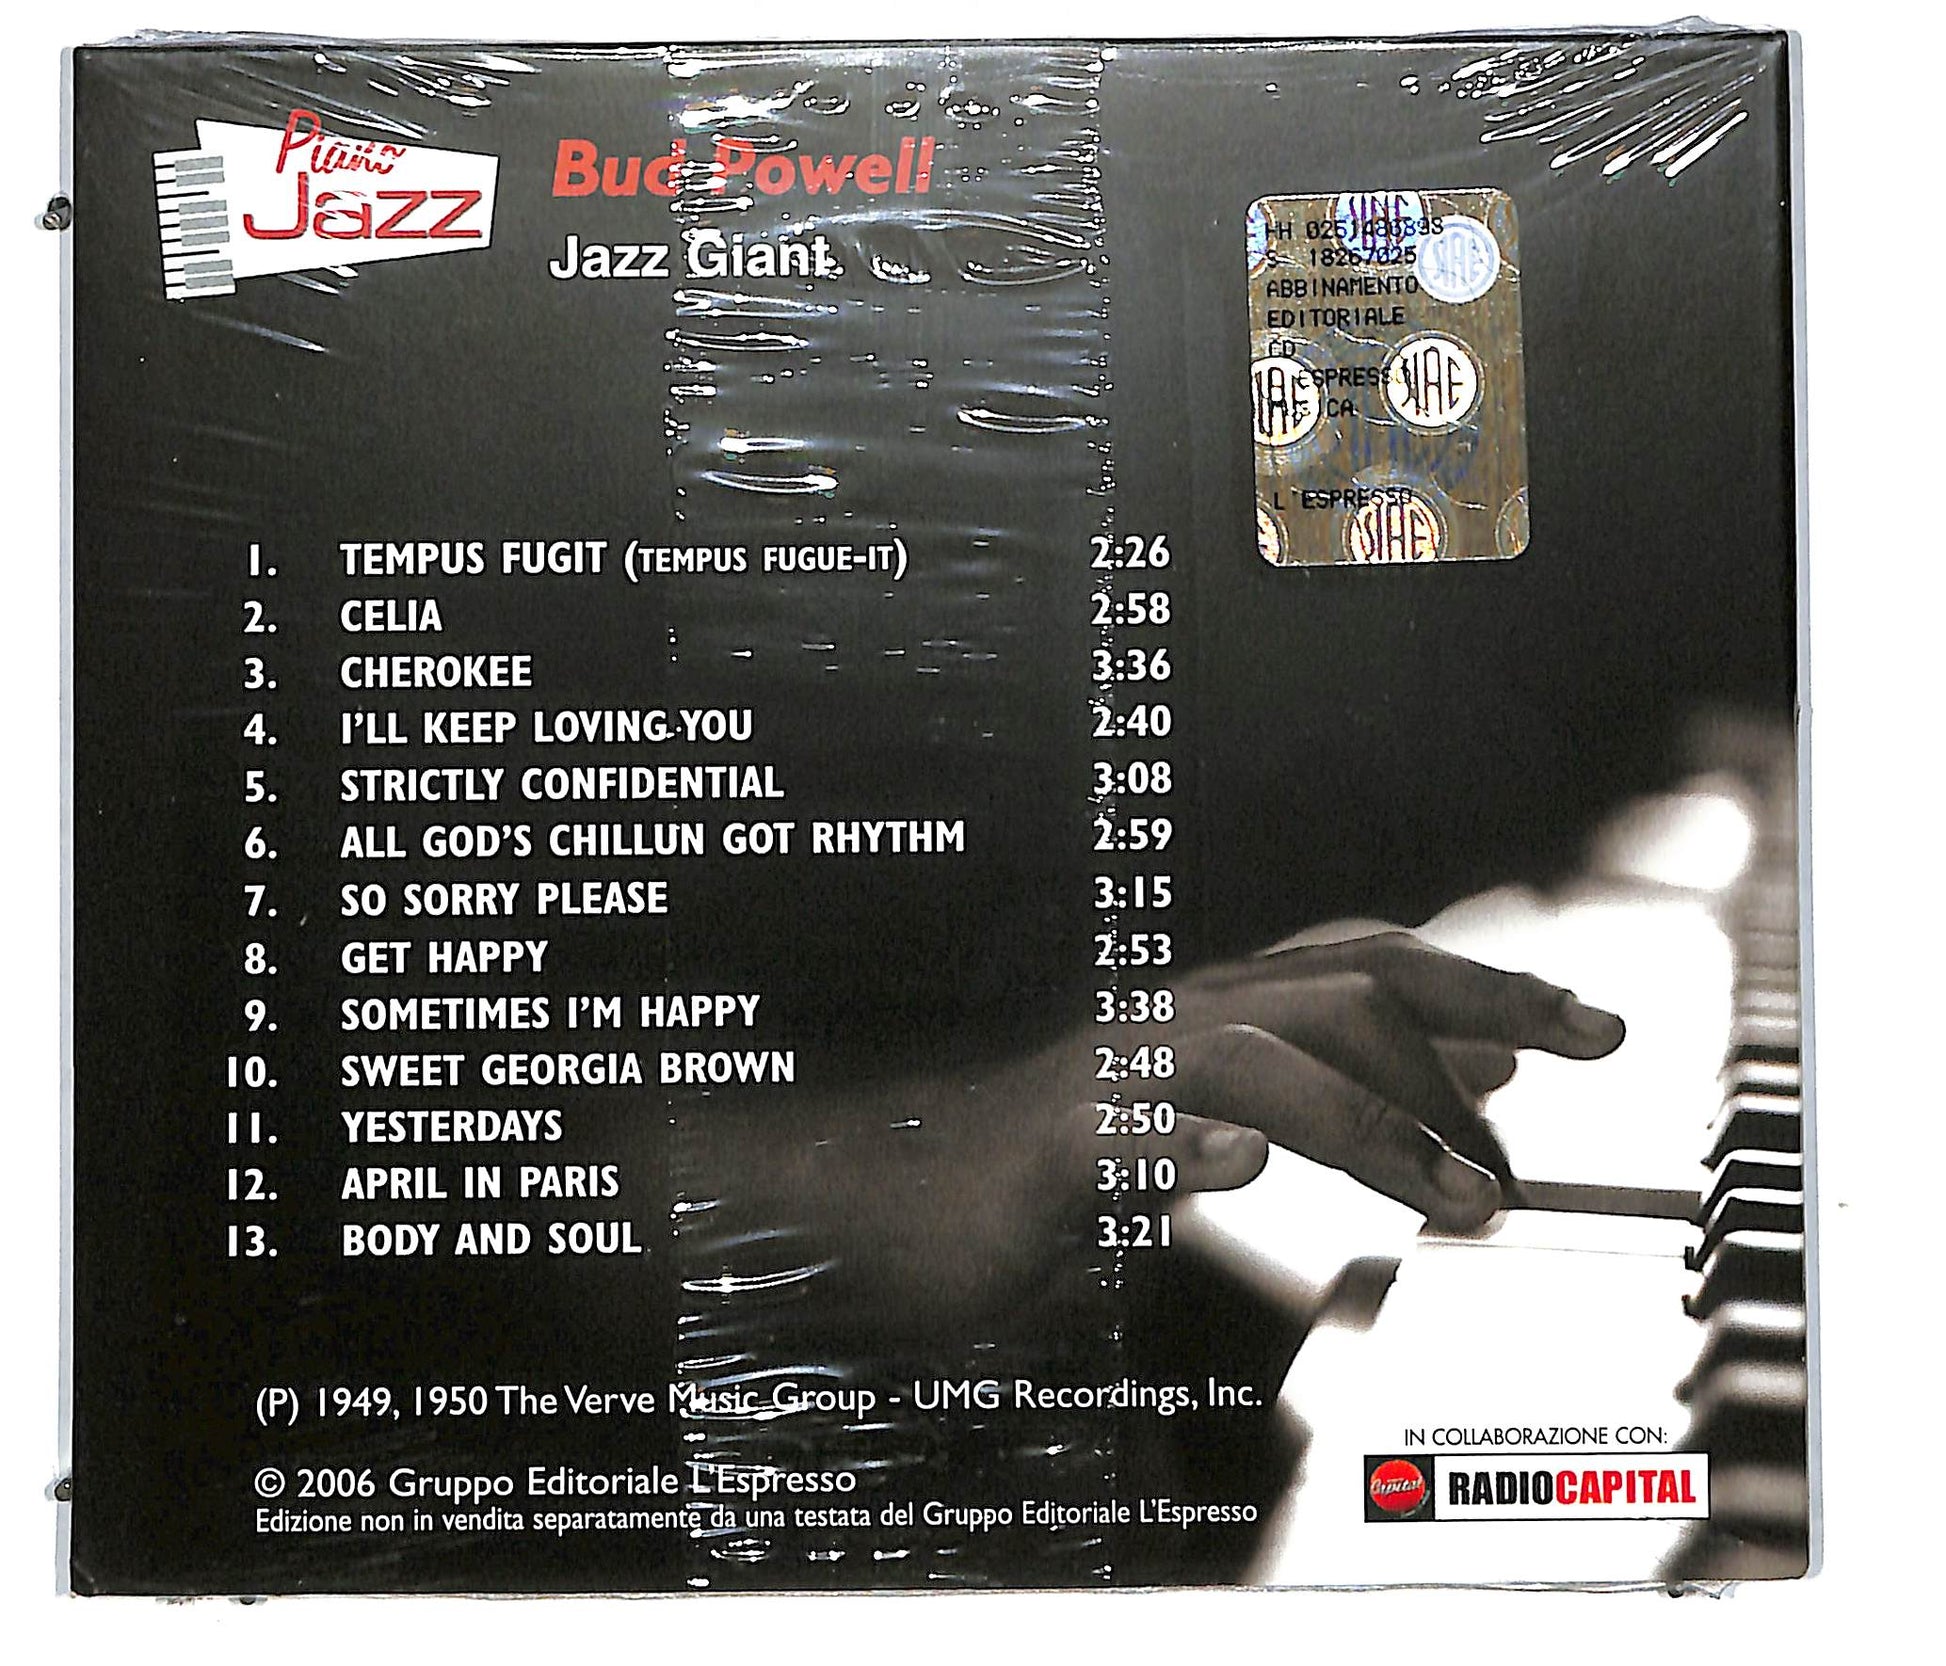 Piano
Jazz
Bud Powell
Jazz Giant
HH
ABBINAMENTO
EDITORIALE
CD
L'ESPRESSO
SIAE
SIAE
SIAE
1. TEMPUS FUGIT (TEMPUS FUGUE-IT) 2:26
2. CELIA 2:58
3. CHEROKEE 3:36
4. I'LL KEEP LOVING YOU 2:40
5. STRICTLY CONFIDENTIAL 3:08
6. ALL GOD'S CHILLUN GOT RHYTHM 2:59
7. SO SORRY PLEASE 3:15
8. GET HAPPY 2:53
9. SOMETIMES I'M HAPPY 3:38
10. SWEET GEORGIA BROWN 2:48
11. YESTERDAYS 2:50
12. APRIL IN PARIS 3:10
13. BODY AND SOUL 3:21
(P) 1949, 1950 The Verve Music Group - UMG Recordings, Inc.
© 2006 Gruppo Editoriale L'Espresso
Edizione non in vendita separatamente da una testata del Gruppo Editoriale L'Espresso
IN COLLABORAZIONE CON:
Capital
RADIOCAPITAL